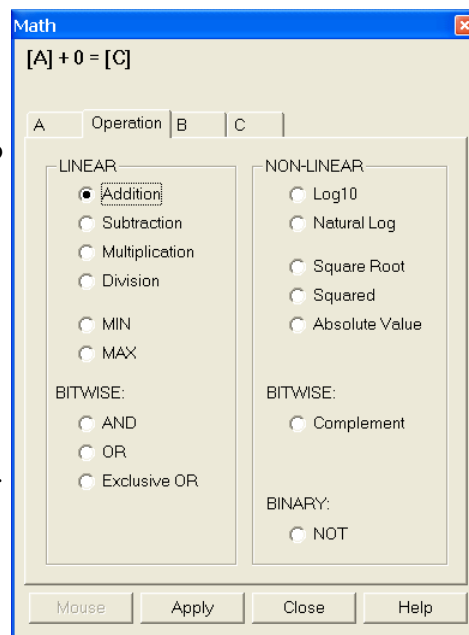 Math
[A] + 0 = [C]
A Operation B C
LINEAR
Addition
Subtraction
Multiplication
Division
MIN
MAX
BITWISE:
AND
OR
Exclusive OR
NON-LINEAR
Log10
Natural Log
Square Root
Squared
Absolute Value
BITWISE:
Complement
BINARY:
NOT
Mouse Apply Close Help